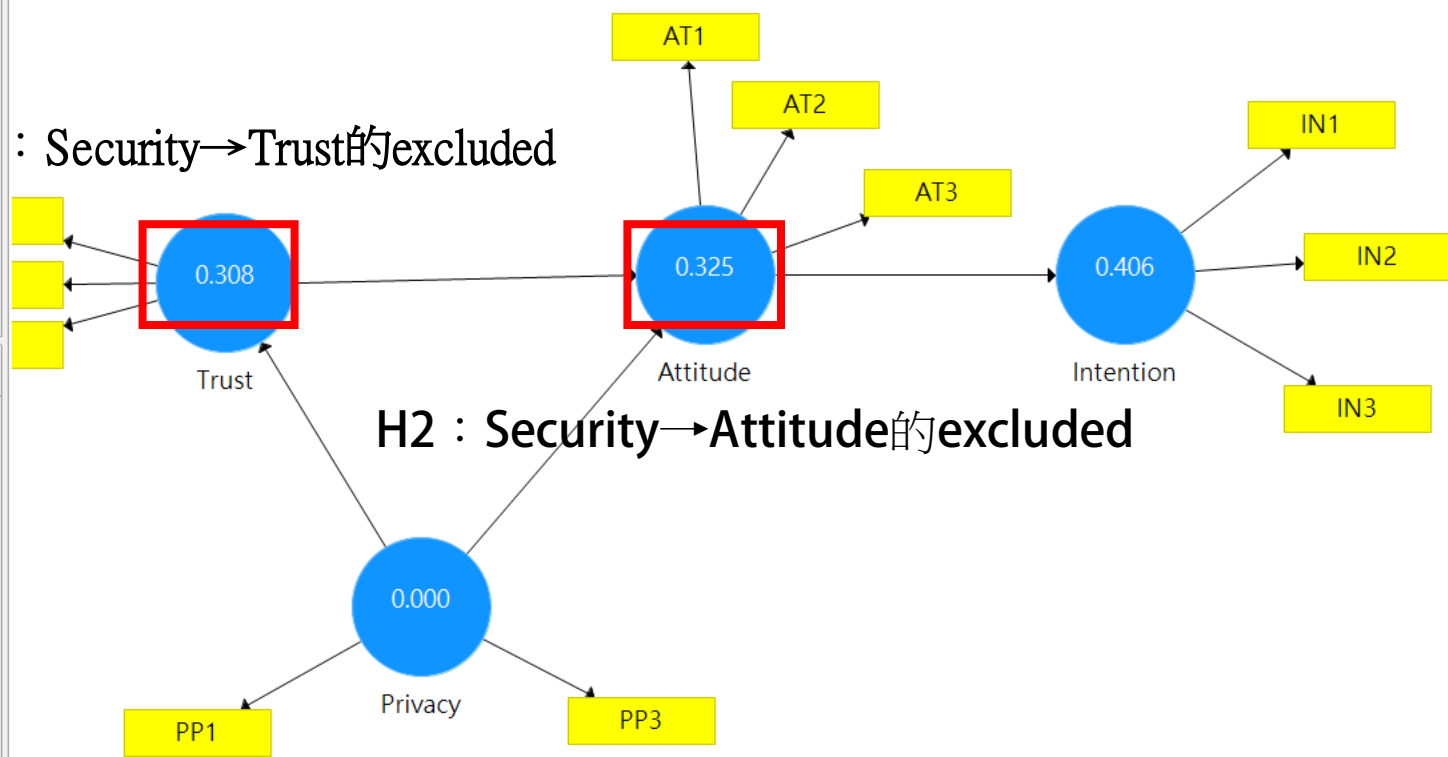 AT1
AT2
IN1
：Security→Trust的excluded
AT3
IN2
0.308
0.325
0.406
Trust
Attitude
Intention
IN3
H2：Security→Attitude的excluded
0.000
Privacy
PP1
PP3